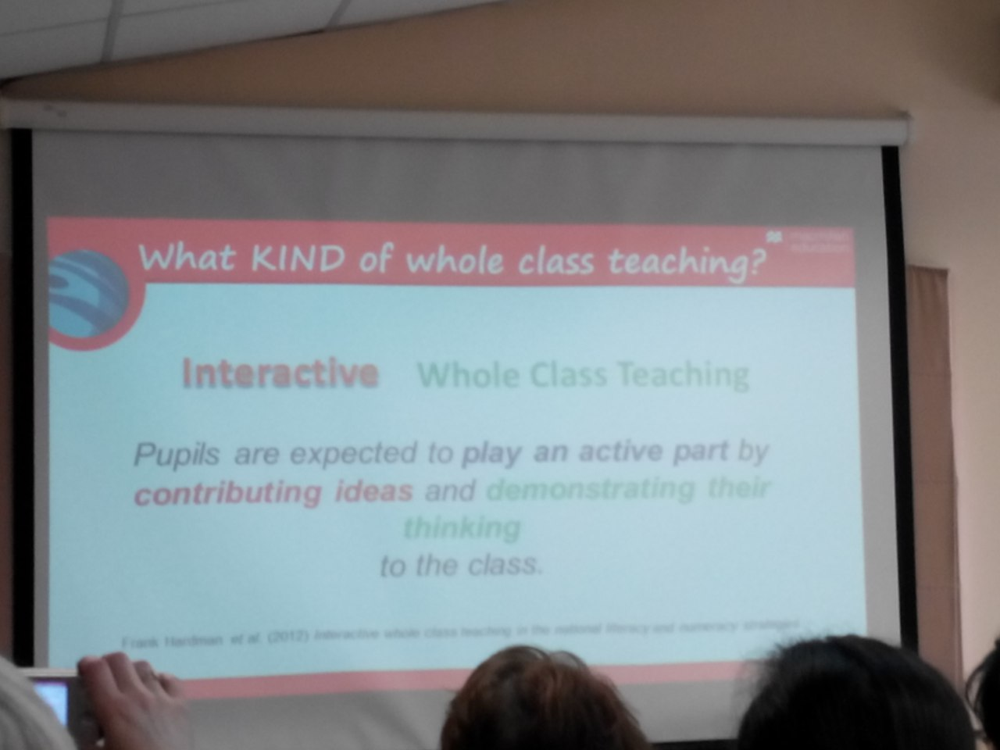 What KIND of whole class teaching?
Interactive Whole Class Teaching
Pupils are expected to play an active part by
contributing ideas and demonstrating their
thinking
to the class.
Frank Hardman et al. (2012) Interactive whole class teaching in the national literacy and numeracy strategies